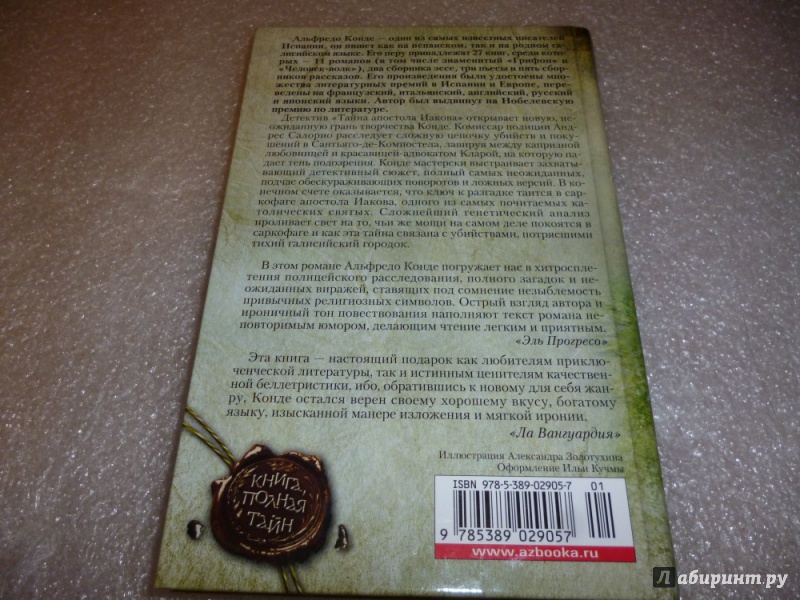 Альфредо Конде — один из самых известных писателей
Испании, он пишет как на испанском, так и на родном га-
лисийском языке. Его перу принадлежат 27 книг, среди кото-
рых — 11 романов (в том числе знаменитый «Грифон» и
«Человек-волк»), два сборника эссе, три пьесы и пять сбор-
ников рассказов. Его произведения были удостоены мно-
жества литературных премий в Испании и Европе, пере-
ведены на французский, итальянский, английский, русский
и японский языки. Автор был выдвинут на Нобелевскую
премию по литературе.
Детектив «Тайна апостола Иакова» открывает новую, не-
ожиданную грань творчества Конде. Комиссар полиции Анд-
рес Салорио расследует сложную цепочку убийств и поку-
шений в Сантьяго-де-Компостела, лавируя между капризной
любовницей и красавицей-адвокатом Кларой, на которую па-
дает тень подозрения. Конде мастерски выстраивает захваты-
вающий детективный сюжет, полный самых неожиданных,
подчас обескураживающих поворотов и ложных версий. В ко-
нечном счете оказывается, что ключ к разгадке таится в сар-
кофаге апостола Иакова, одного из самых почитаемых ка-
толических святых. Сложнейший генетический анализ
проливает свет на то, чьи же мощи на самом деле покоятся в
саркофаге и как эта тайна связана с убийствами, потрясшими
тихий галисийский городок.
В этом романе Альфредо Конде погружает нас в хитроспле-
тения полицейского расследования, полного загадок и не-
ожиданных виражей, ставящих под сомнение незыблемость
привычных религиозных символов. Острый взгляд автора и
ироничный тон повествования наполняют текст романа не-
повторимым юмором, делающим чтение легким и приятным.
«Эль Прогресо»
Эта книга — настоящий подарок как любителям приклю-
ченческой литературы, так и истинным ценителям качествен-
ной беллетристики, ибо, обратившись к новому для себя жан-
ру, Конде остался верен своему хорошему вкусу, богатому
языку, изысканной манере изложения и мягкой иронии.
«Ла Вангуардия»
Иллюстрация Александра Золотухина
Оформление Ильи Кучмы
КНИГА,
ПОЛНАЯ
ТАЙН
ISBN 978-5-389-02905-7 01
9 785389 029057
www.azbooka.ru
Лабиринт.ру